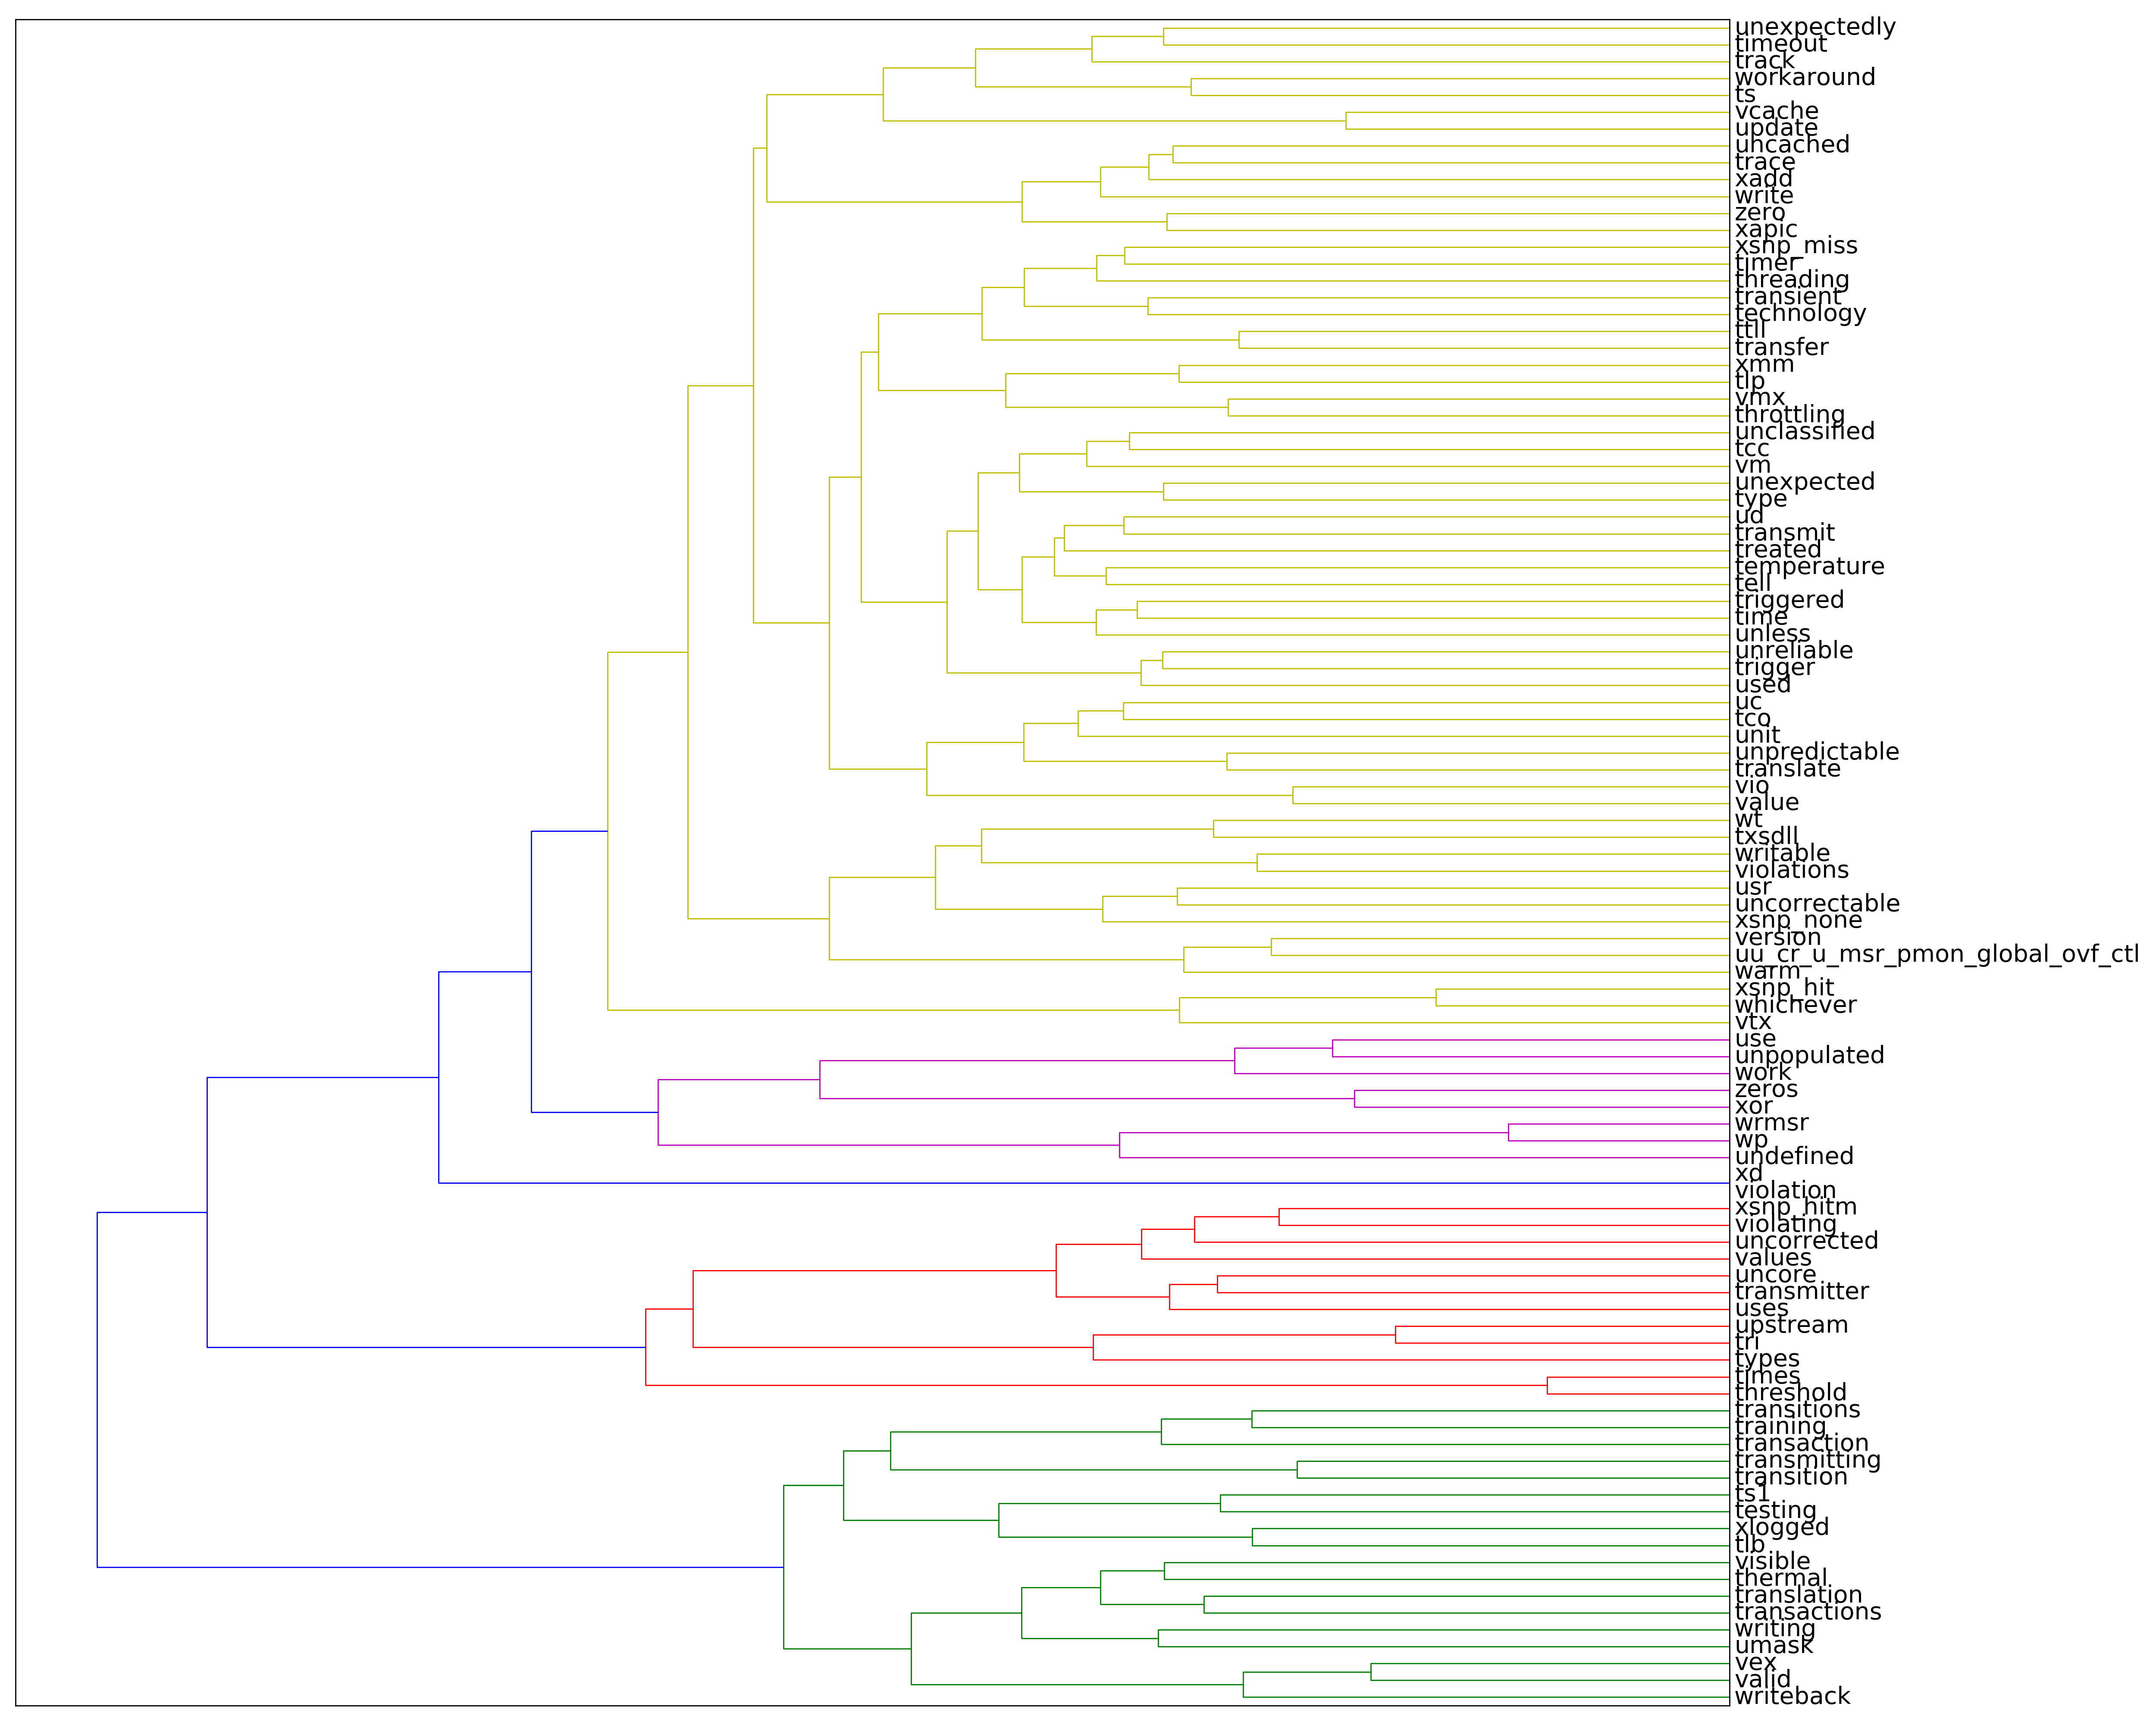 unexpectedly
timeout
track
workaround
ts
vcache
update
uncached
trace
xadd
write
zero
xapic
xsnp_miss
timer
threading
transient
technology
ttll
transfer
xmm
tlp
vmx
throttling
unclassified
tcc
vm
unexpected
type
ud
transmit
treated
temperature
tell
triggered
time
unless
unreliable
trigger
used
uc
tco
unit
unpredictable
translate
vio
value
wt
txsdll
writable
violations
usr
uncorrectable
xsnp_none
version
uu_cr_u_msr_pmon_global_ovf_ctl
warm
xsnp_hit
whichever
vtx
use
unpopulated
work
zeros
xor
wrmsr
wp
undefined
xd
violation
xsnp_hitm
violating
uncorrected
values
uncore
transmitter
uses
upstream
tri
types
times
threshold
transitions
training
transaction
transmitting
transition
ts1
testing
xlogged
tlb
visible
thermal
translation
transactions
writing
umask
vex
valid
writeback